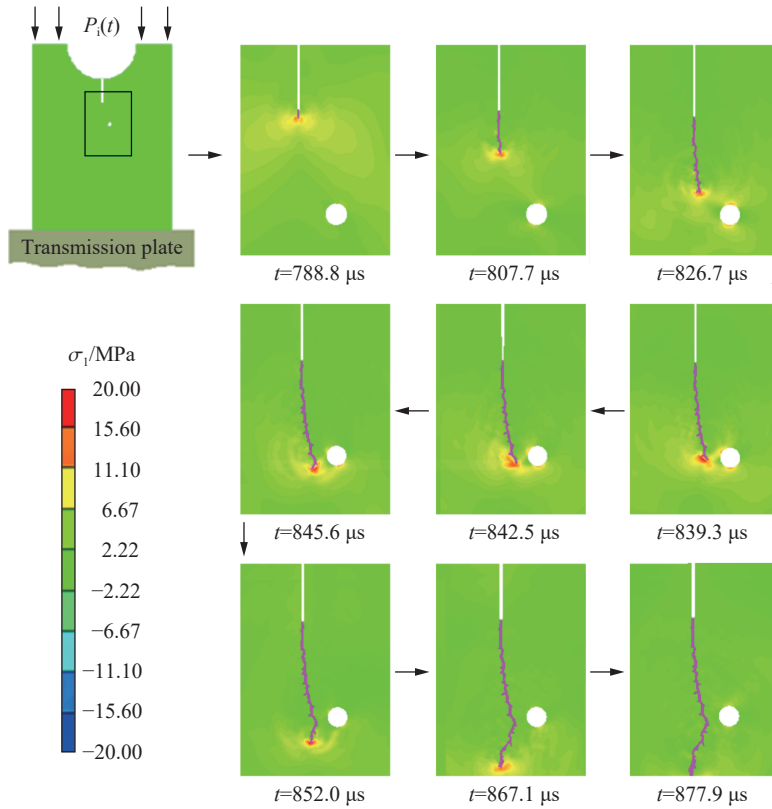 Pᵢ(t)
Transmission plate
t=788.8 μs
t=807.7 μs
t=826.7 μs
σ₁/MPa
20.00
15.60
11.10
6.67
2.22
−2.22
−6.67
−11.10
−15.60
−20.00
t=845.6 μs
t=842.5 μs
t=839.3 μs
t=852.0 μs
t=867.1 μs
t=877.9 μs